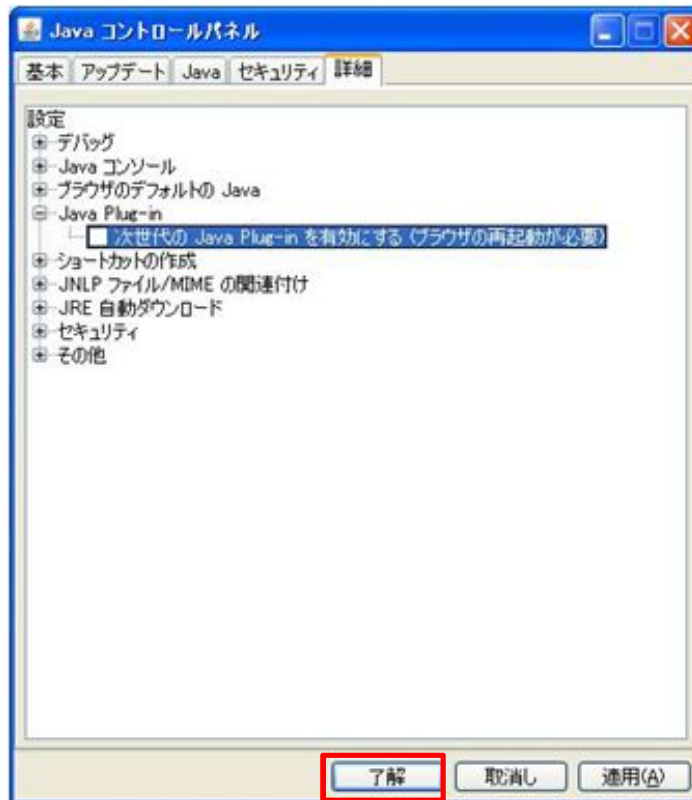 Java コントロールパネル
基本 アップデート Java セキュリティ 詳細
設定
デバッグ
Java コンソール
ブラウザのデフォルトの Java
Java Plug-in
次世代の Java Plug-in を有効にする (ブラウザの再起動が必要)
ショートカットの作成
JNLP ファイル/MIME の関連付け
JRE 自動ダウンロード
セキュリティ
その他
了解 取消し 適用(A)